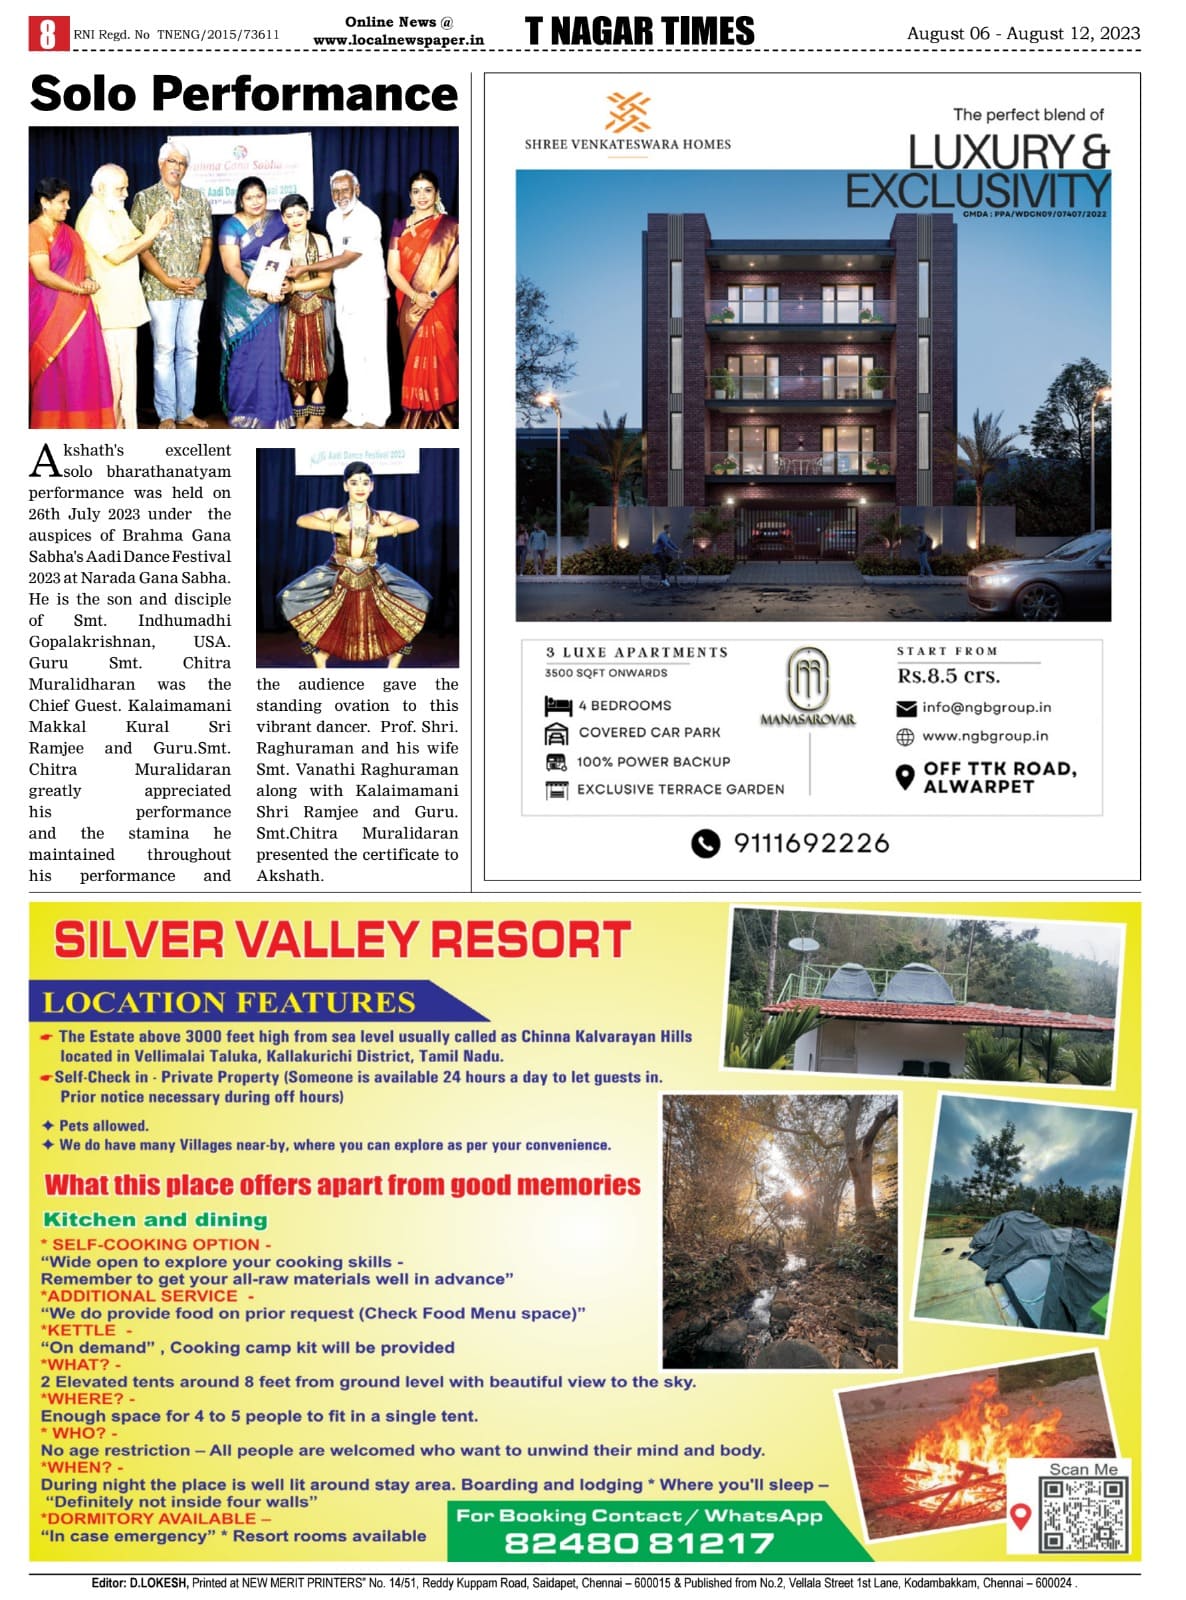 8
RNI Regd. No TNENG/2015/73611
Online News @
www.localnewspaper.in
T NAGAR TIMES
August 06 - August 12, 2023
Solo Performance
Brahma Gana Sabha
Aadi Dance Festival 2023
Akshath's excellent
solo bharathanatyam
performance was held on
26th July 2023 under the
auspices of Brahma Gana
Sabha's Aadi Dance Festival
2023 at Narada Gana Sabha.
He is the son and disciple
of Smt. Indhumadhi
Gopalakrishnan, USA.
Guru Smt. Chitra
Muralidharan was the
Chief Guest. Kalaimamani
Makkal Kural Sri
Ramjee and Guru.Smt.
Chitra Muralidaran
greatly appreciated
his performance
and the stamina he
maintained throughout
his performance and
Aadi Dance Festival 2023
the audience gave the
standing ovation to this
vibrant dancer. Prof. Shri.
Raghuraman and his wife
Smt. Vanathi Raghuraman
along with Kalaimamani
Shri Ramjee and Guru.
Smt.Chitra Muralidaran
presented the certificate to
Akshath.
SHREE VENKATESWARA HOMES
The perfect blend of
LUXURY &
EXCLUSIVITY
CMDA : PPA/WDCN09/07407/2022
3 LUXE APARTMENTS
3500 SQFT ONWARDS
4 BEDROOMS
COVERED CAR PARK
100% POWER BACKUP
EXCLUSIVE TERRACE GARDEN
MANASAROVAR
START FROM
Rs.8.5 crs.
info@ngbgroup.in
www.ngbgroup.in
OFF TTK ROAD,
ALWARPET
9111692226
SILVER VALLEY RESORT
LOCATION FEATURES
The Estate above 3000 feet high from sea level usually called as Chinna Kalvarayan Hills
located in Vellimalai Taluka, Kallakurichi District, Tamil Nadu.
Self-Check in - Private Property (Someone is available 24 hours a day to let guests in.
Prior notice necessary during off hours)
✦ Pets allowed.
✦ We do have many Villages near-by, where you can explore as per your convenience.
What this place offers apart from good memories
Kitchen and dining
* SELF-COOKING OPTION -
“Wide open to explore your cooking skills -
Remember to get your all-raw materials well in advance”
*ADDITIONAL SERVICE -
“We do provide food on prior request (Check Food Menu space)”
*KETTLE -
“On demand” , Cooking camp kit will be provided
*WHAT? -
2 Elevated tents around 8 feet from ground level with beautiful view to the sky.
*WHERE? -
Enough space for 4 to 5 people to fit in a single tent.
* WHO? -
No age restriction – All people are welcomed who want to unwind their mind and body.
*WHEN? -
During night the place is well lit around stay area. Boarding and lodging * Where you'll sleep –
“Definitely not inside four walls”
*DORMITORY AVAILABLE –
“In case emergency” * Resort rooms available
For Booking Contact / WhatsApp
82480 81217
Scan Me
Editor: D.LOKESH, Printed at NEW MERIT PRINTERS" No. 14/51, Reddy Kuppam Road, Saidapet, Chennai – 600015 & Published from No.2, Vellala Street 1st Lane, Kodambakkam, Chennai – 600024 .